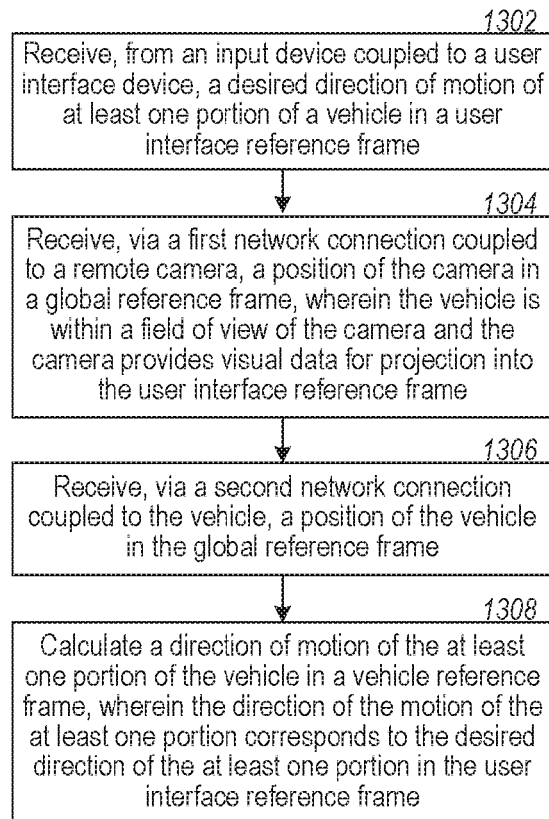 1302
Receive, from an input device coupled to a user
interface device, a desired direction of motion of
at least one portion of a vehicle in a user
interface reference frame
1304
Receive, via a first network connection coupled
to a remote camera, a position of the camera in
a global reference frame, wherein the vehicle is
within a field of view of the camera and the
camera provides visual data for projection into
the user interface reference frame
1306
Receive, via a second network connection
coupled to the vehicle, a position of the vehicle
in the global reference frame
1308
Calculate a direction of motion of the at least
one portion of the vehicle in a vehicle reference
frame, wherein the direction of the motion of the
at least one portion corresponds to the desired
direction of the at least one portion in the user
interface reference frame